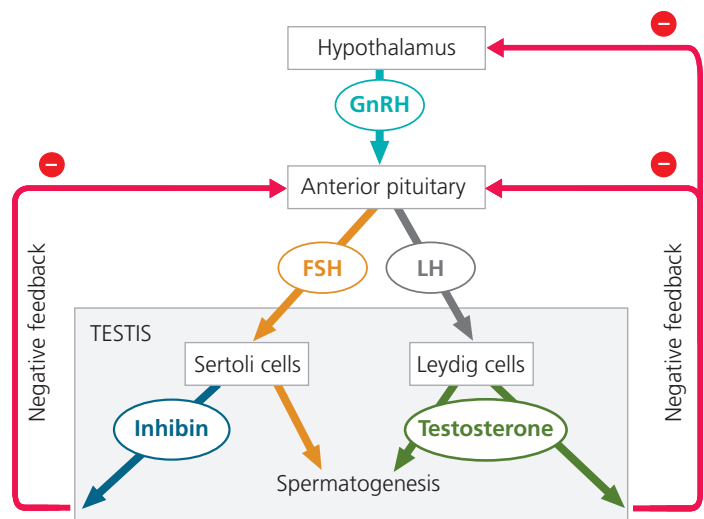 −
Hypothalamus
GnRH
−
−
Anterior pituitary
FSH
LH
Negative feedback
Negative feedback
TESTIS
Sertoli cells
Leydig cells
Inhibin
Testosterone
Spermatogenesis